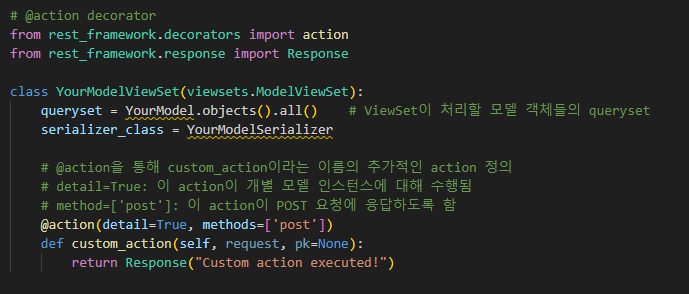 # @action decorator
from rest_framework.decorators import action
from rest_framework.response import Response
class YourModelViewSet(viewsets.ModelViewSet):
queryset = YourModel.objects().all() # ViewSet이 처리할 모델 객체들의 queryset
serializer_class = YourModelSerializer
# @action을 통해 custom_action이라는 이름의 추가적인 action 정의
# detail=True: 이 action이 개별 모델 인스턴스에 대해 수행됨
# method=['post']: 이 action이 POST 요청에 응답하도록 함
@action(detail=True, methods=['post'])
def custom_action(self, request, pk=None):
return Response("Custom action executed!")